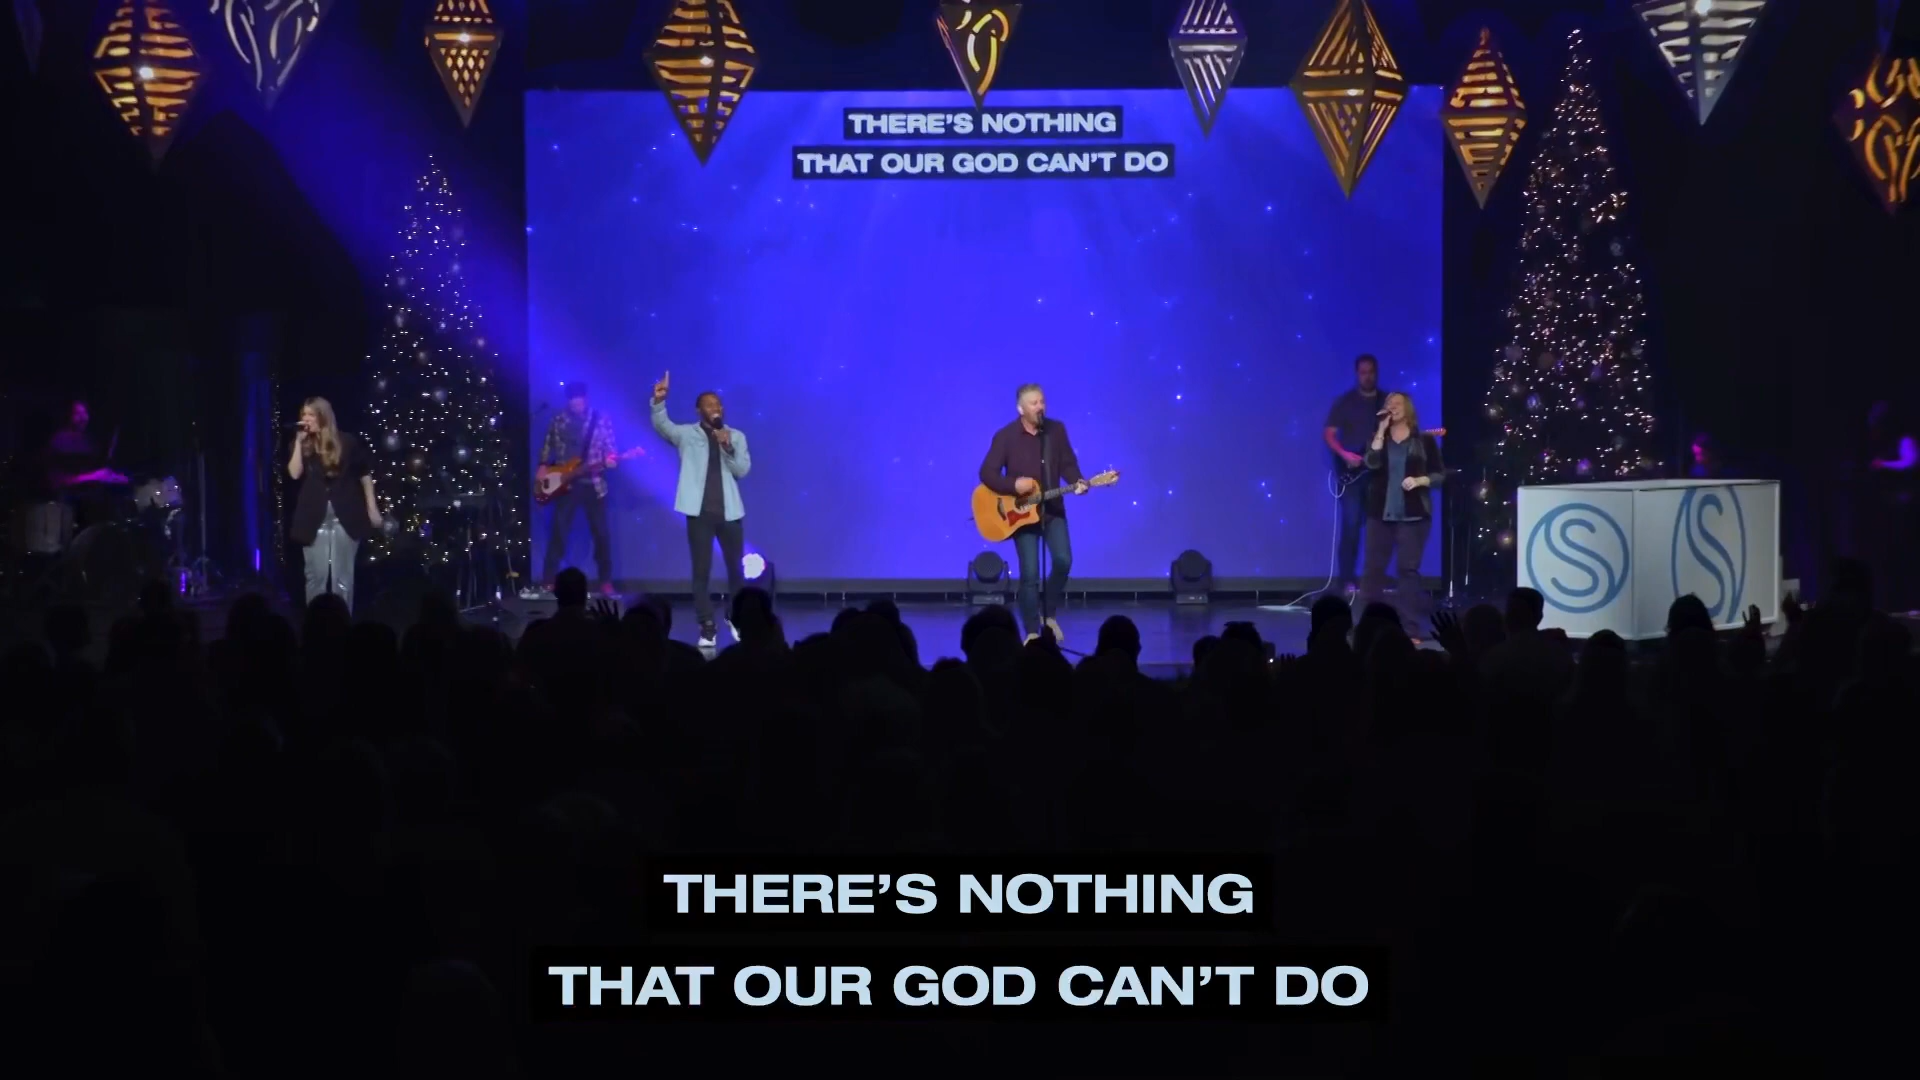 THERE'S NOTHING
THAT OUR GOD CAN'T DO
S S
THERE’S NOTHING
THAT OUR GOD CAN’T DO